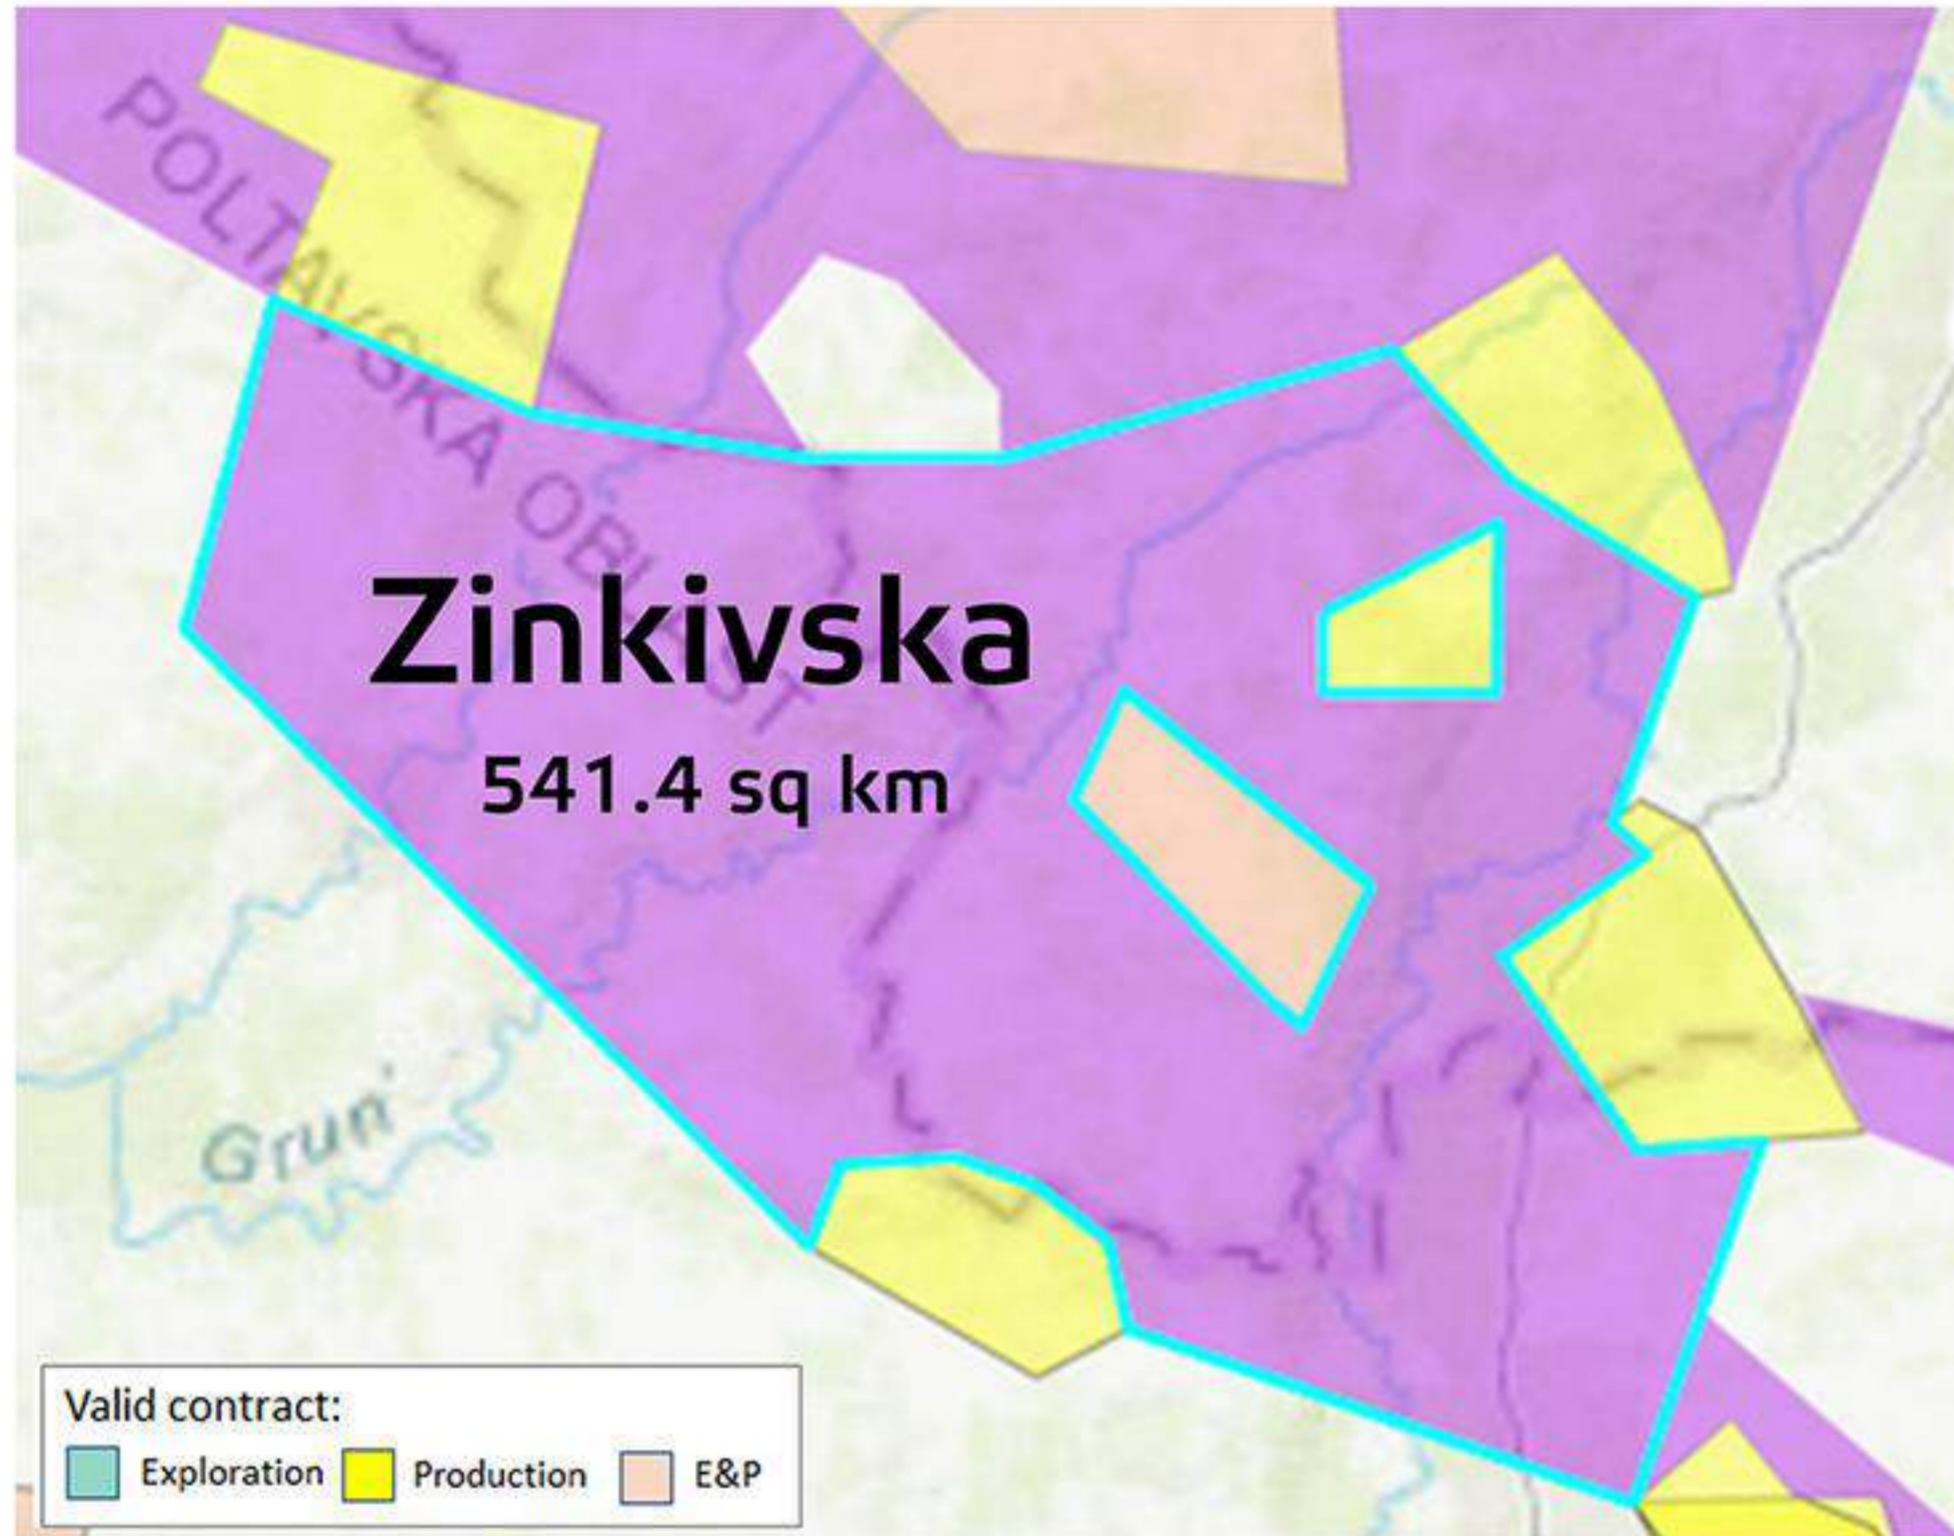 POLTAVSKA OBLAST
Zinkivska
541.4 sq km
Grun'
Valid contract:
Exploration Production E&P